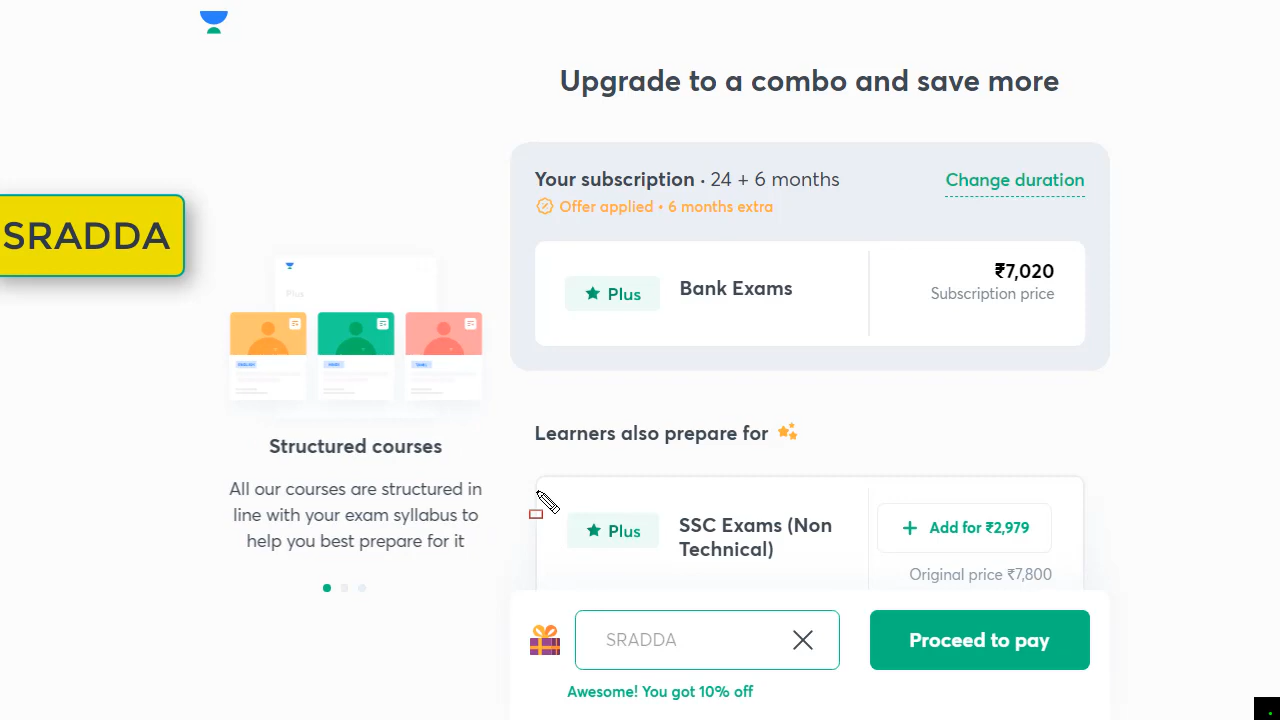 Upgrade to a combo and save more
Your subscription · 24 + 6 months
Change duration
Offer applied • 6 months extra
SRADDA
Plus
Bank Exams
₹7,020
Subscription price
Plus
Learners also prepare for
Structured courses
All our courses are structured in
line with your exam syllabus to
help you best prepare for it
Plus
SSC Exams (Non
Technical)
+ Add for ₹2,979
Original price ₹7,800
SRADDA
Proceed to pay
Awesome! You got 10% off